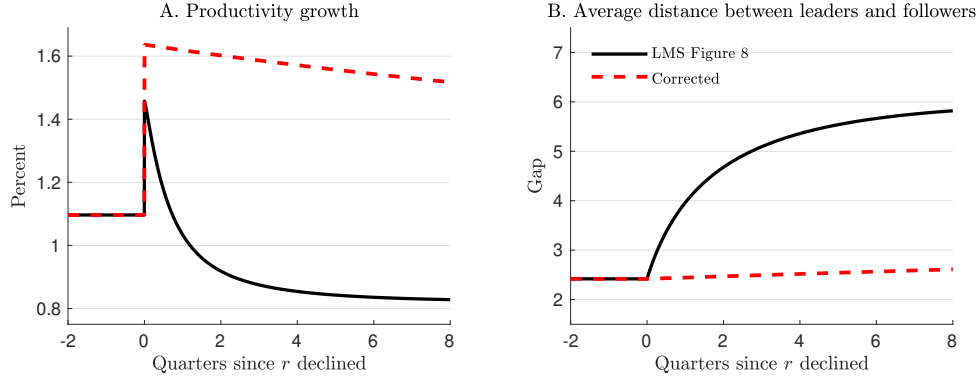 A. Productivity growth
1.6
1.4
1.2
1
0.8
Percent
-2 0 2 4 6 8
Quarters since r declined
B. Average distance between leaders and followers
7
6
5
4
3
2
Gap
LMS Figure 8
Corrected
-2 0 2 4 6 8
Quarters since r declined